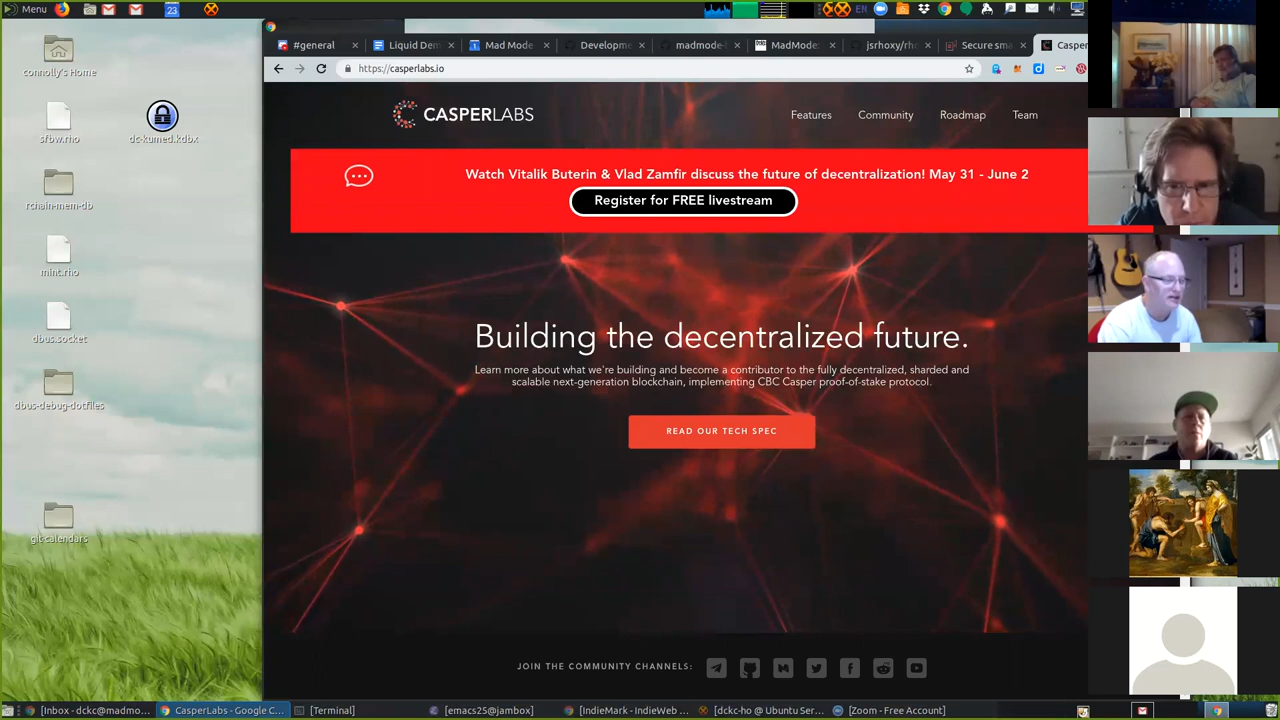 Menu
23
EN
connolly's Home
sfbw.rho
dc-kumed.kdbx
rchain-mem-db
mint.rho
dbus.socket
dbus-debug-dotfiles
git-calendars
#general
Liquid Dem
Mad Mode
Developme
madmode-
MadMode:
jsrhoxy/rho
Secure sma
Casper
https://casperlabs.io
CASPERLABS
Features
Community
Roadmap
Team
Watch Vitalik Buterin & Vlad Zamfir discuss the future of decentralization! May 31 - June 2
Register for FREE livestream
Building the decentralized future.
Learn more about what we're building and become a contributor to the fully decentralized, sharded and
scalable next-generation blockchain, implementing CBC Casper proof-of-stake protocol.
READ OUR TECH SPEC
JOIN THE COMMUNITY CHANNELS:
[Inbox - dckc@madmo...
CasperLabs - Google C...
[Terminal]
[emacs25@jambox]
[IndieMark - IndieWeb ...
[dckc-ho @ Ubuntu Ser...
[Zoom - Free Account]